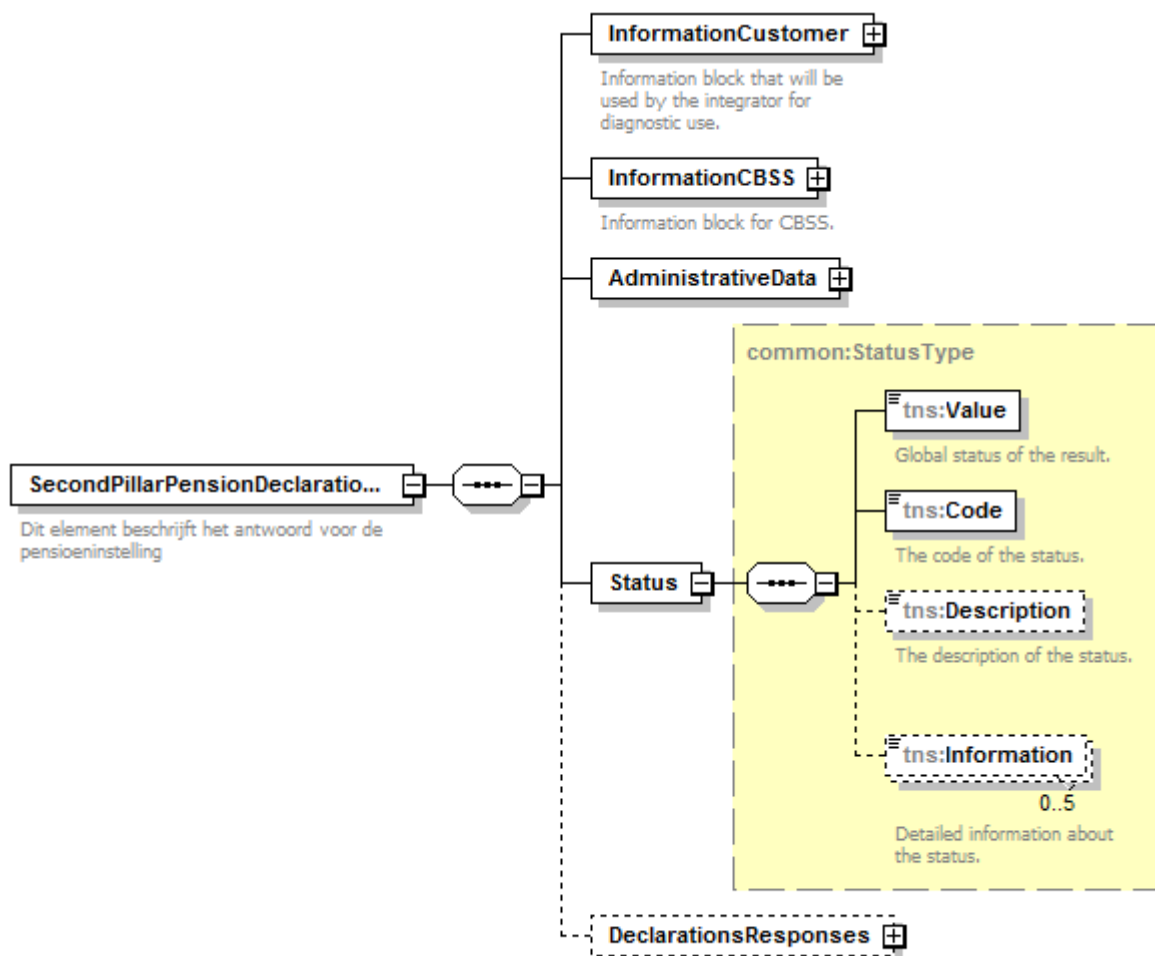 InformationCustomer
Information block that will be
used by the integrator for
diagnostic use.
InformationCBSS
Information block for CBSS.
AdministrativeData
common:StatusType
tns:Value
Global status of the result.
SecondPillarPensionDeclaratio...
Dit element beschrijft het antwoord voor de
pensioeninstelling
tns:Code
The code of the status.
Status
tns:Description
The description of the status.
tns:Information
0..5
Detailed information about
the status.
DeclarationsResponses